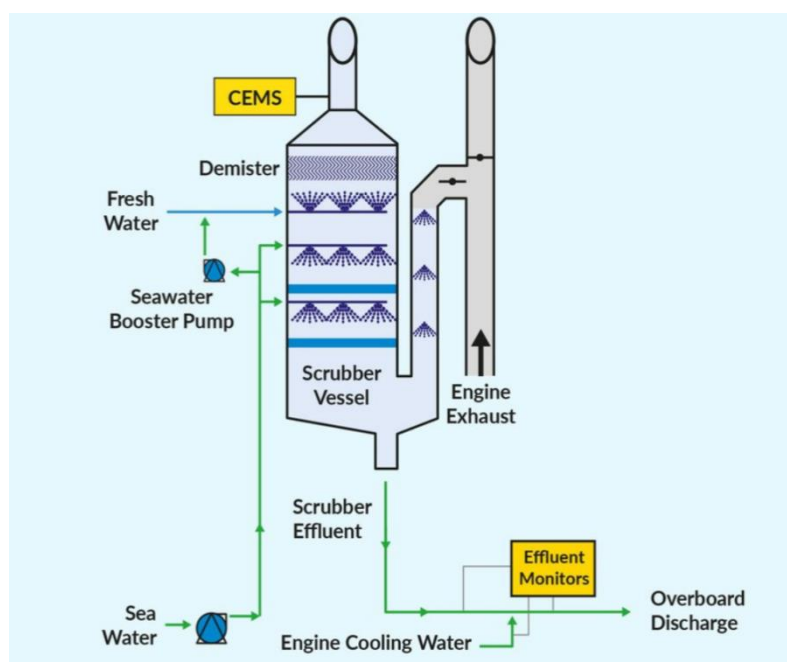 CEMS
Demister
Fresh
Water
Seawater
Booster Pump
Scrubber
Vessel
Engine
Exhaust
Scrubber
Effluent
Effluent
Monitors
Sea
Water
Engine Cooling Water
Overboard
Discharge